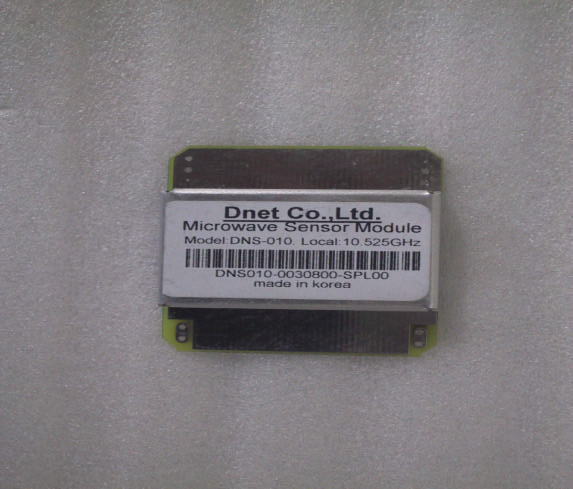 Dnet Co.,Ltd.
Microwave Sensor Module
Model:DNS-010. Local:10.525GHz
DNS010-0030800-SPL00
made in korea